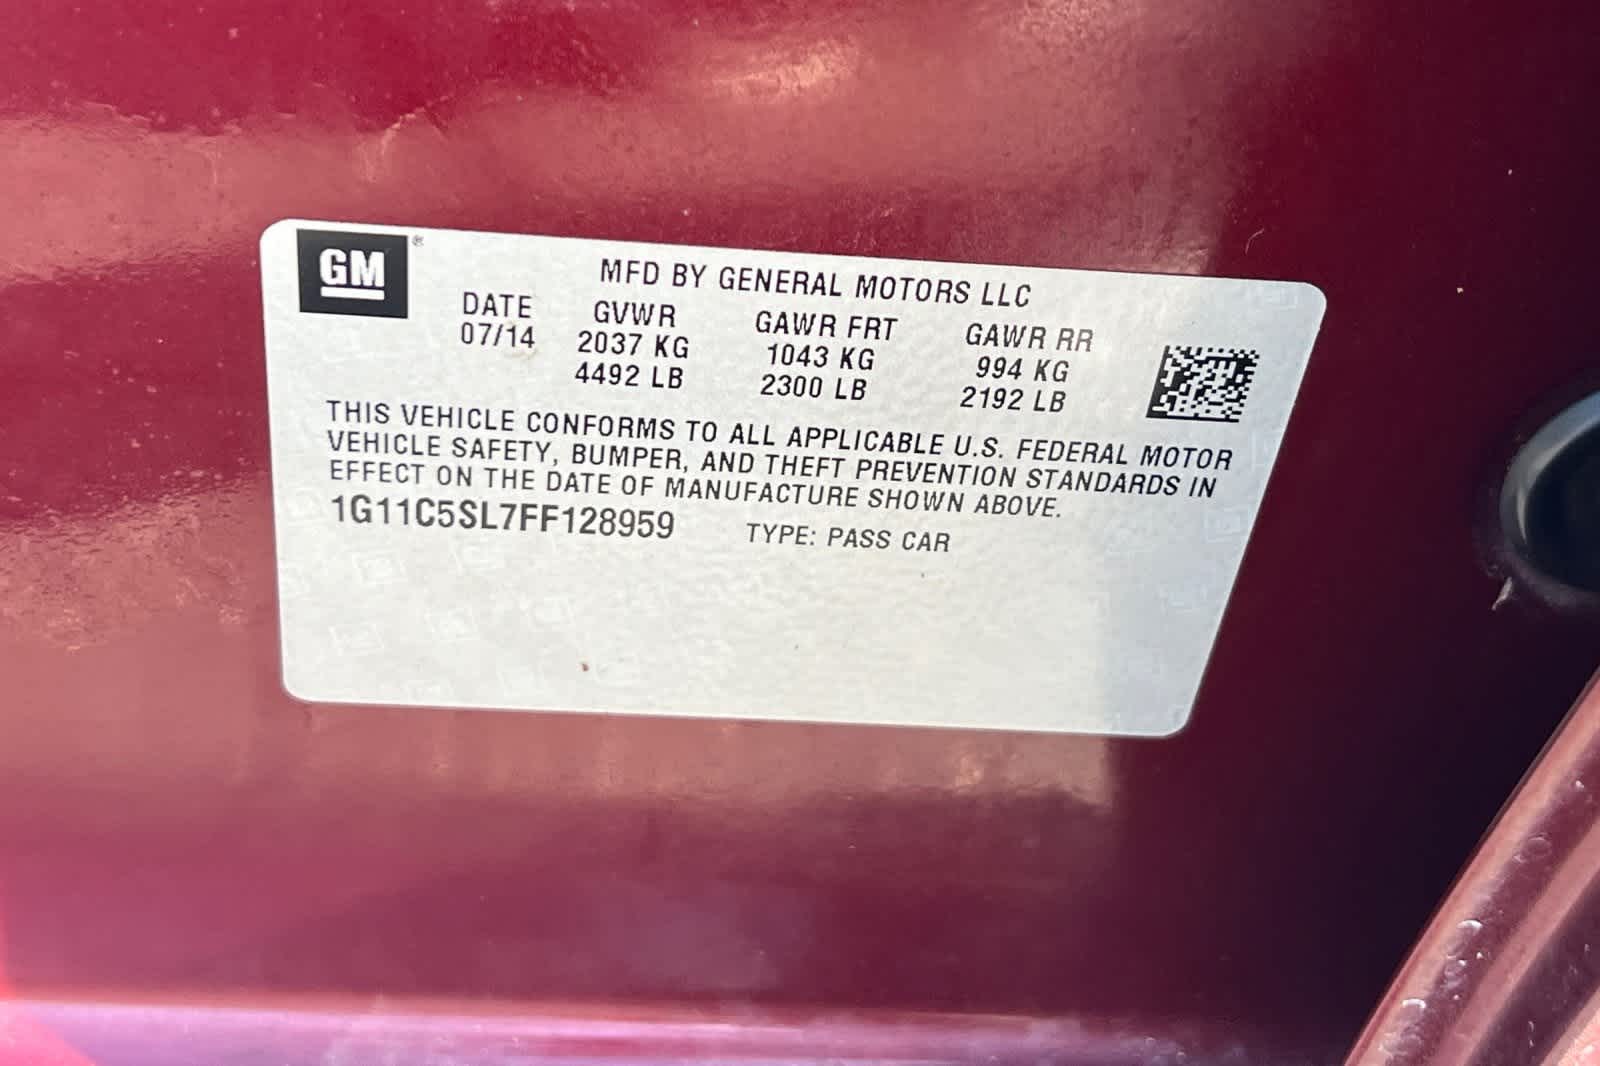 GM®
MFD BY GENERAL MOTORS LLC
DATE GVWR GAWR FRT GAWR RR
07/14 2037 KG 1043 KG 994 KG
4492 LB 2300 LB 2192 LB
THIS VEHICLE CONFORMS TO ALL APPLICABLE U.S. FEDERAL MOTOR
VEHICLE SAFETY, BUMPER, AND THEFT PREVENTION STANDARDS IN
EFFECT ON THE DATE OF MANUFACTURE SHOWN ABOVE.
1G11C5SL7FF128959 TYPE: PASS CAR